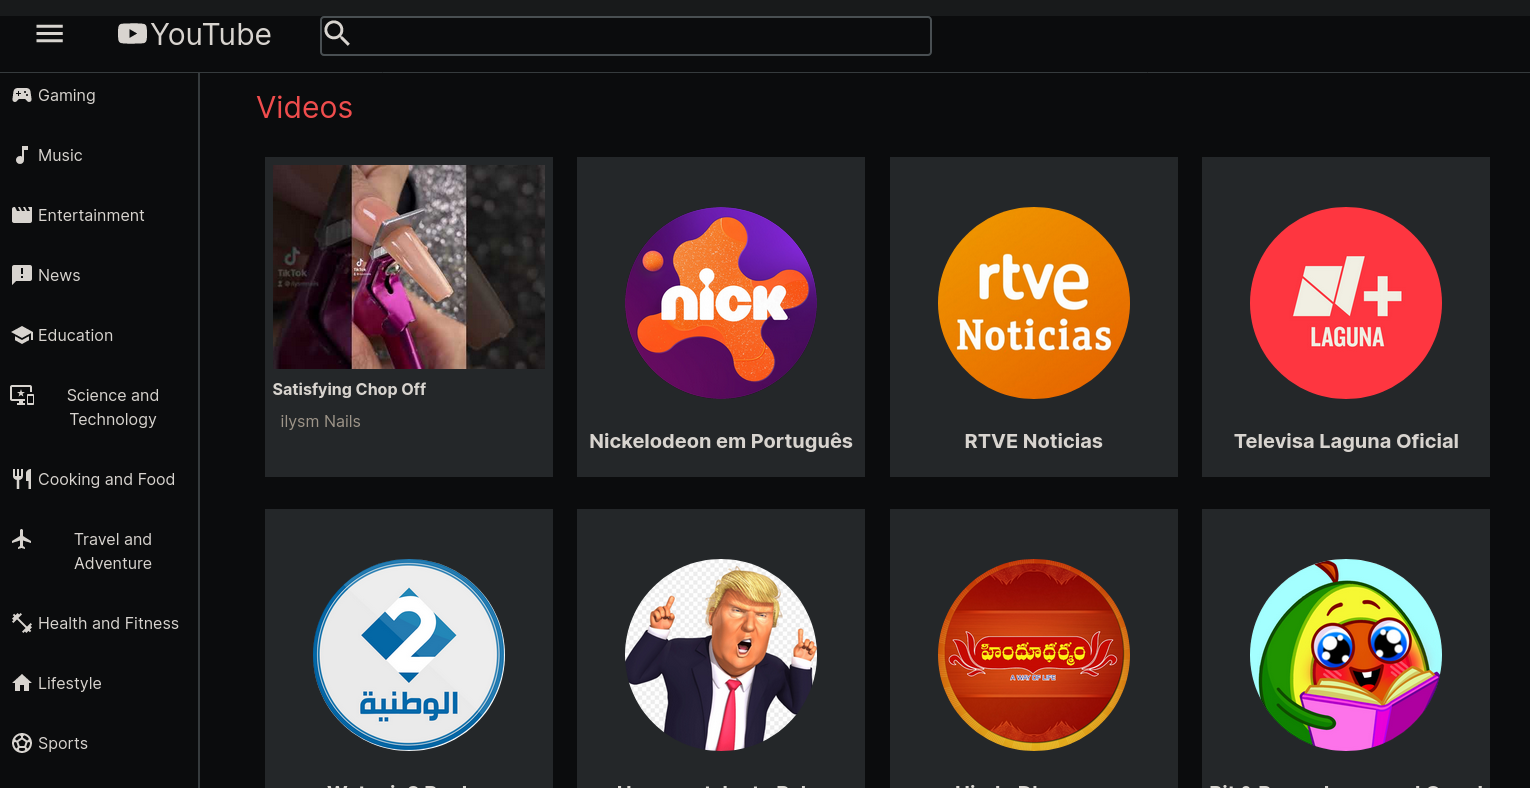 YouTube
Gaming
Music
Entertainment
News
Education
Science and
Technology
Cooking and Food
Travel and
Adventure
Health and Fitness
Lifestyle
Sports
Videos
TikTok
TikTok
Satisfying Chop Off
ilysm Nails
nick
Nickelodeon em Português
rtve
Noticias
RTVE Noticias
N+
LAGUNA
Televisa Laguna Oficial
2
الوطنية
హిందూధర్మం
A WAY OF LIFE